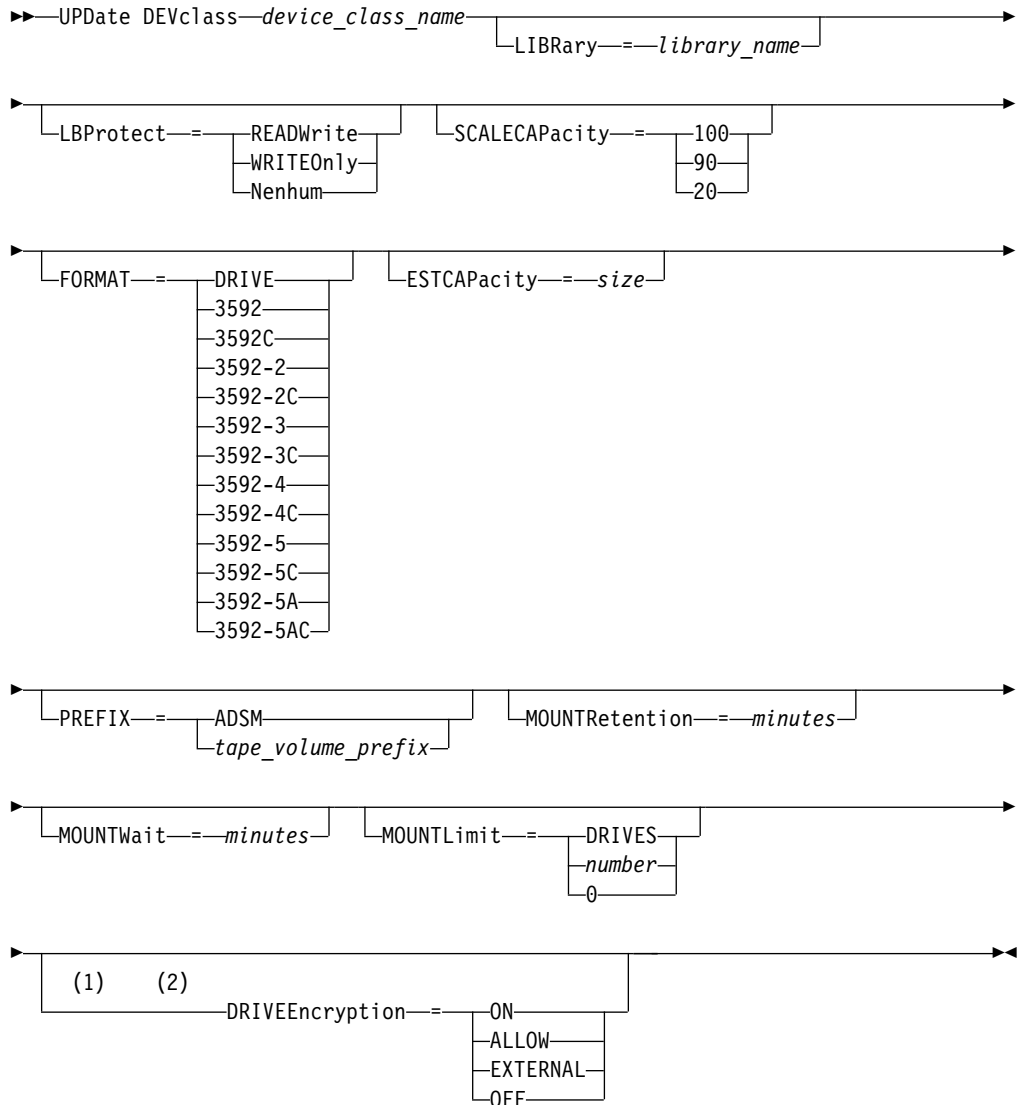 UPDate DEVclass device_class_name
LIBRary = library_name
LBProtect = READWrite
WRITEOnly
Nenhum
SCALECAPacity = 100
90
20
FORMAT = DRIVE
3592
3592C
3592-2
3592-2C
3592-3
3592-3C
3592-4
3592-4C
3592-5
3592-5C
3592-5A
3592-5AC
ESTCAPacity = size
PREFIX = ADSM
tape_volume_prefix
MOUNTRetention = minutes
MOUNTWait = minutes
MOUNTLimit = DRIVES
number
0
(1) (2)
DRIVEEncryption = ON
ALLOW
EXTERNAL
OFF